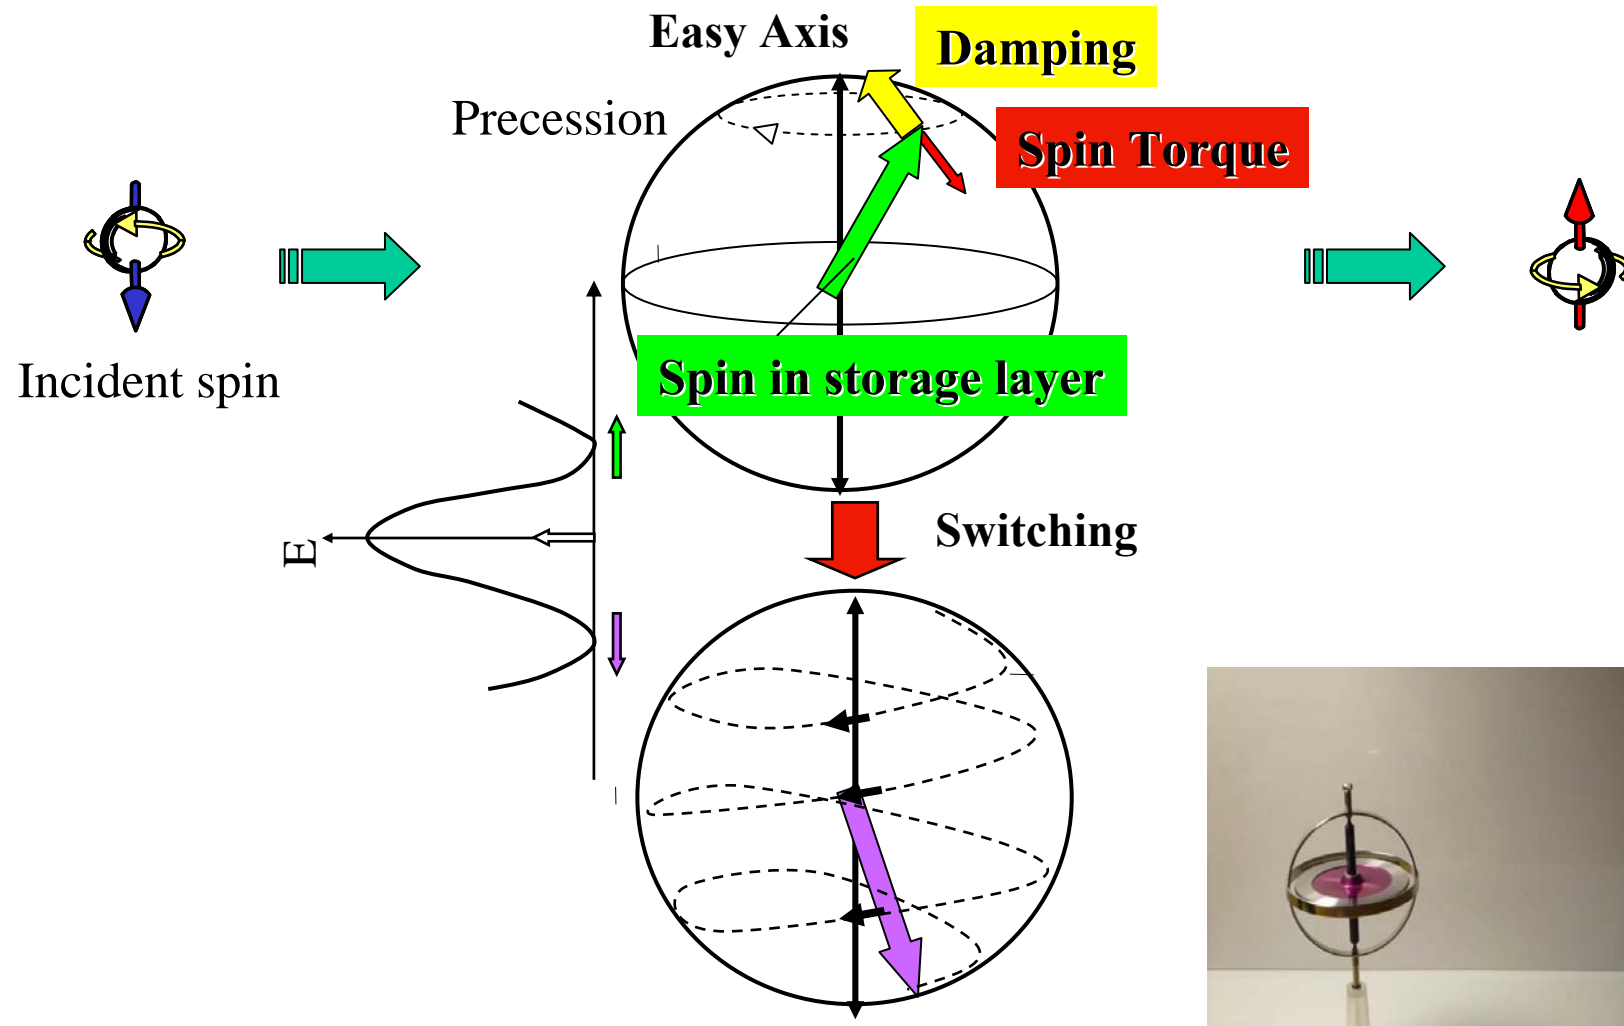 Easy Axis
Damping
Precession
Spin Torque
Incident spin
Spin in storage layer
E
Switching